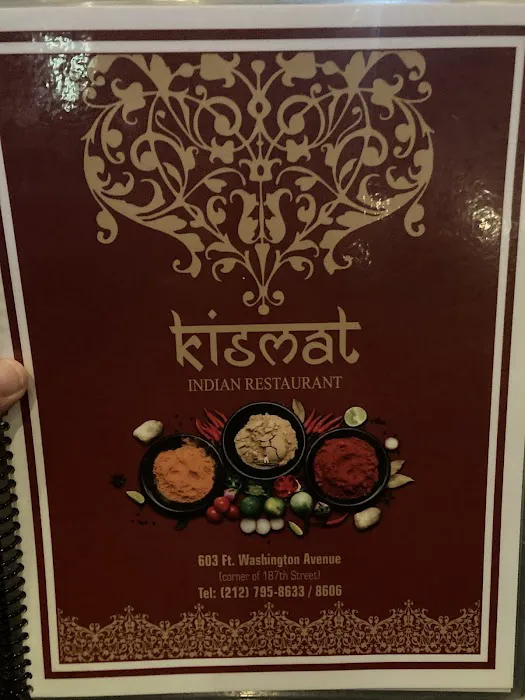 kismat
INDIAN RESTAURANT
603 Ft. Washington Avenue
(corner of 187th Street)
Tel: (212) 795-8633 / 8606